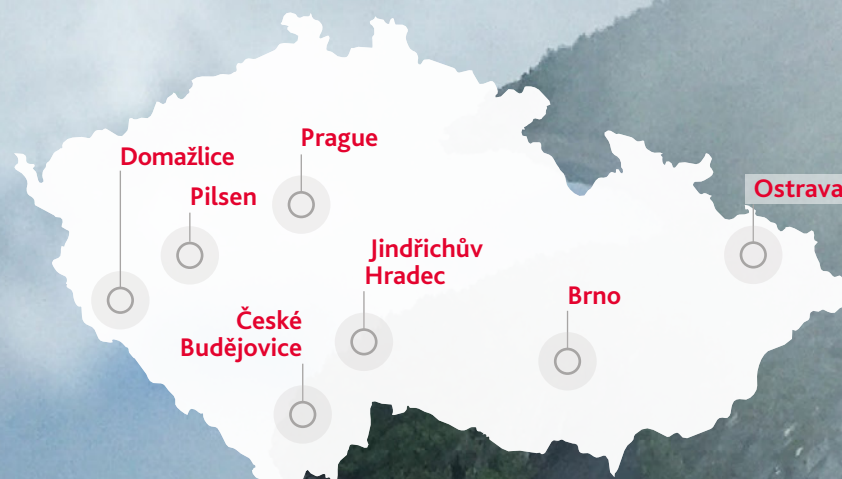 Prague
Domažlice
Pilsen
Ostrava
Jindřichův
Hradec
Brno
České
Budějovice